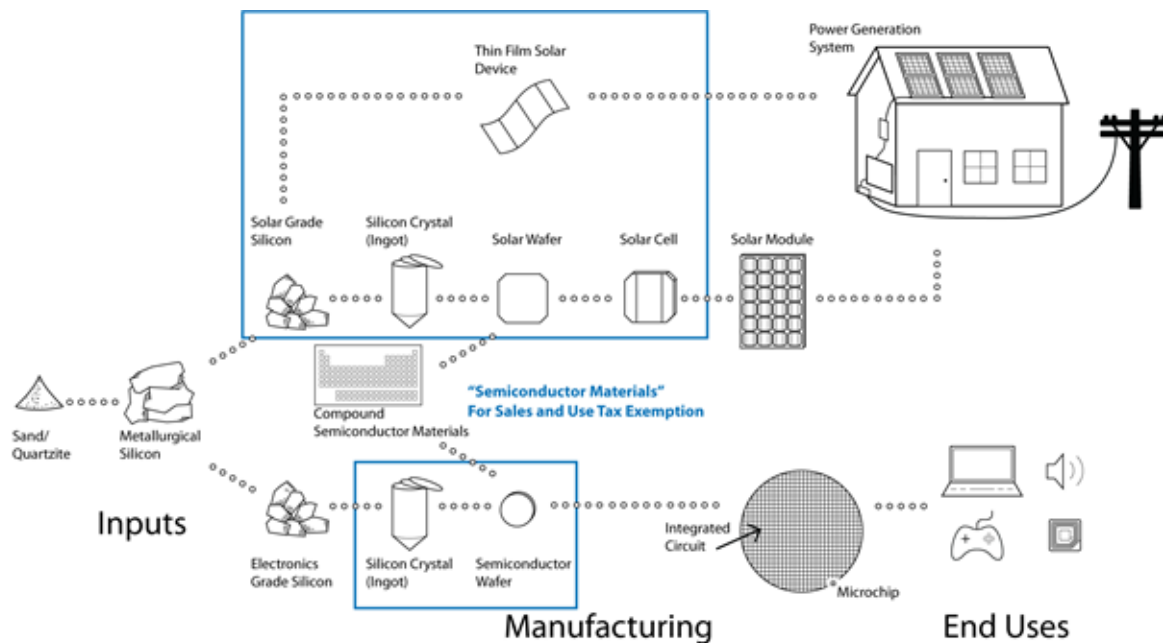 Thin Film Solar
Device
Power Generation
System
Solar Grade
Silicon
Silicon Crystal
(Ingot)
Solar Wafer
Solar Cell
Solar Module
Sand/
Quartzite
Metallurgical
Silicon
Compound
Semiconductor Materials
"Semiconductor Materials"
For Sales and Use Tax Exemption
Inputs
Electronics
Grade Silicon
Silicon Crystal
(Ingot)
Semiconductor
Wafer
Integrated
Circuit
Microchip
Manufacturing
End Uses